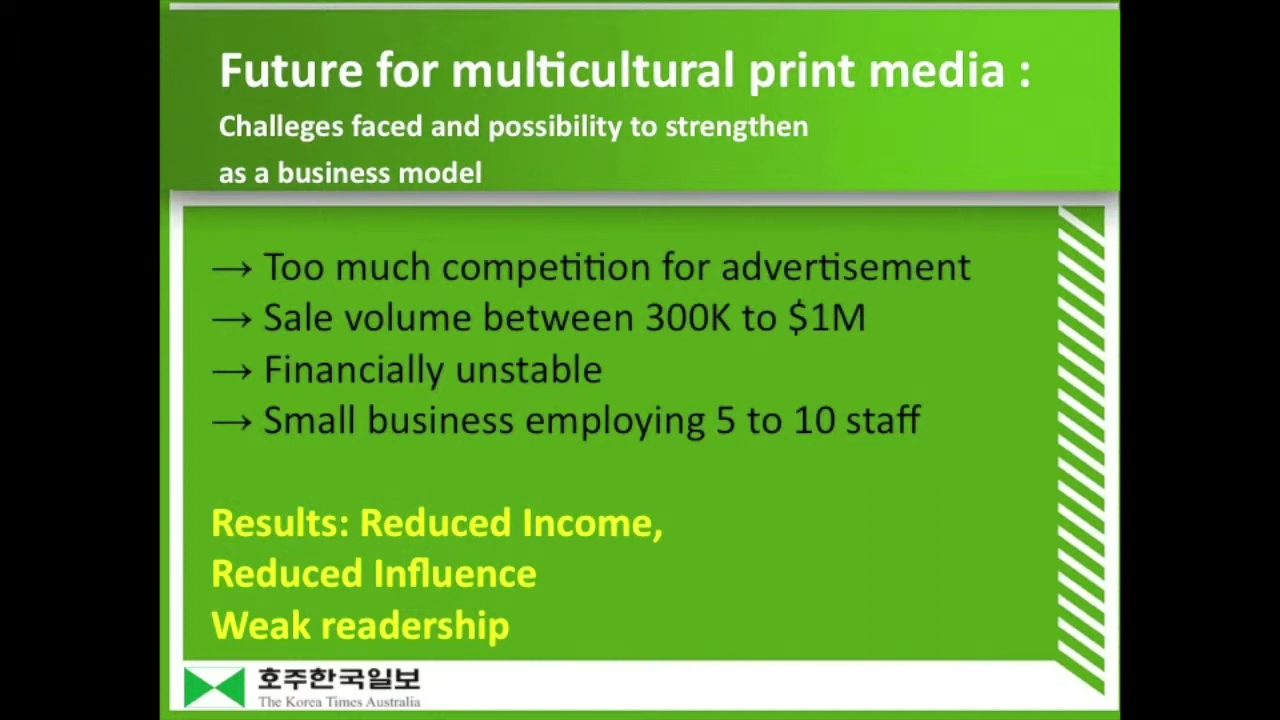 Future for multicultural print media :
Challeges faced and possibility to strengthen
as a business model
→ Too much competition for advertisement
→ Sale volume between 300K to $1M
→ Financially unstable
→ Small business employing 5 to 10 staff
Results: Reduced Income,
Reduced Influence
Weak readership
호주한국일보
The Korea Times Australia